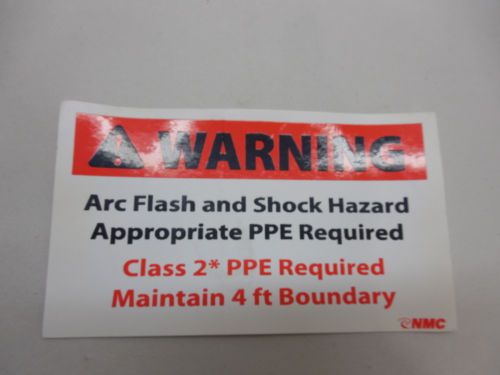 WARNING
Arc Flash and Shock Hazard
Appropriate PPE Required
Class 2* PPE Required
Maintain 4 ft Boundary
NMC